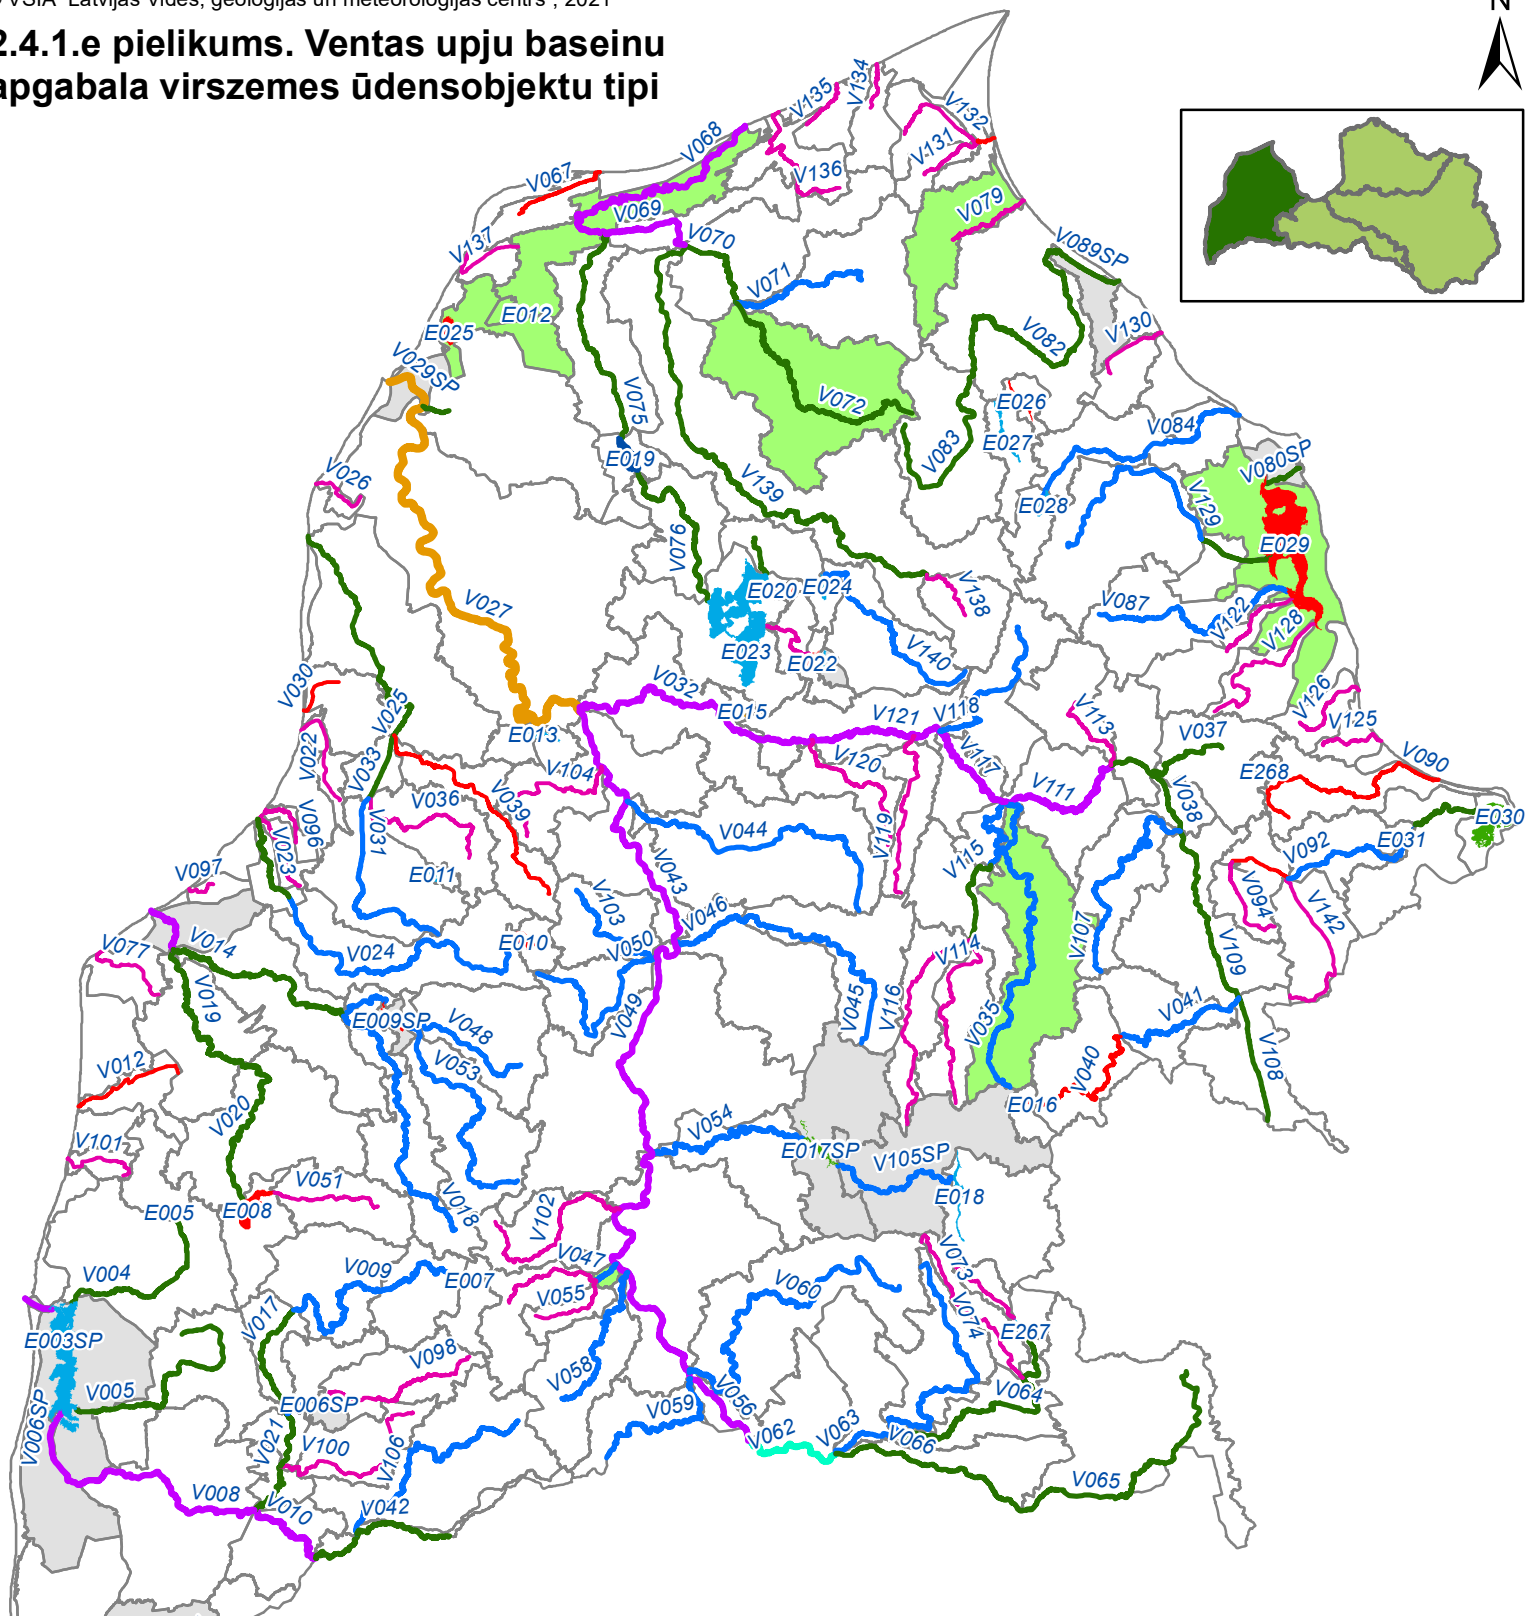 VSIA "Latvijas Vides, ģeoloģijas un meteoroloģijas centrs", 2021
N
2.4.1.e pielikums. Ventas upju baseinu
apgabala virszemes ūdensobjektu tipi
V134
V135
V132
V068
V131
V067
V136
V069
V079
V137
V070
V089SP
V071
E012
E025
V082
V130
V029SP
E026
V075
V072
V084
E027
V083
E019
V080SP
V026
V139
E028
V129
V076
E029
E020
E024
V138
V027
V087
V122
V128
E023
E022
V140
V030
V032
V126
V025
E015
V121
V118
V113
V125
E013
V037
V022
V033
V104
V120
V117
V090
V111
E268
V036
V039
V038
V096
V031
V044
V119
E030
V023
V115
V092
E031
V097
E011
V043
V103
V094
V142
V046
V107
V014
V077
V024
E010
V050
V114
V109
V019
V049
V045
V116
V035
V041
E009SP
V048
V012
V053
V040
V108
V020
V054
E016
V101
E017SP
V105SP
V051
E018
E005
E008
V018
V102
V047
V073
V004
V009
E007
V055
V060
V017
V074
E003SP
E267
V098
V058
V005
E006SP
V059
V056
V064
V006SP
V021
V100
V106
V062
V063
V066
V065
V008
V010
V042